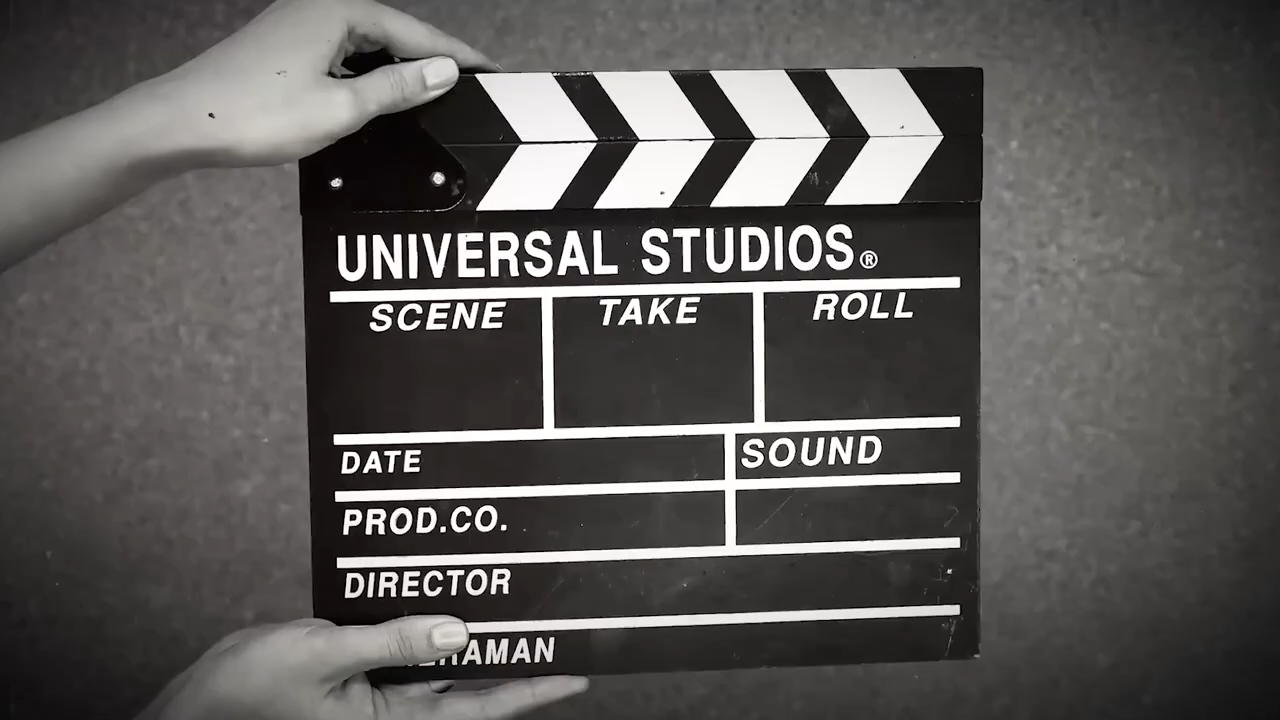 UNIVERSAL STUDIOS®
SCENE TAKE ROLL
DATE SOUND
PROD.CO.
DIRECTOR